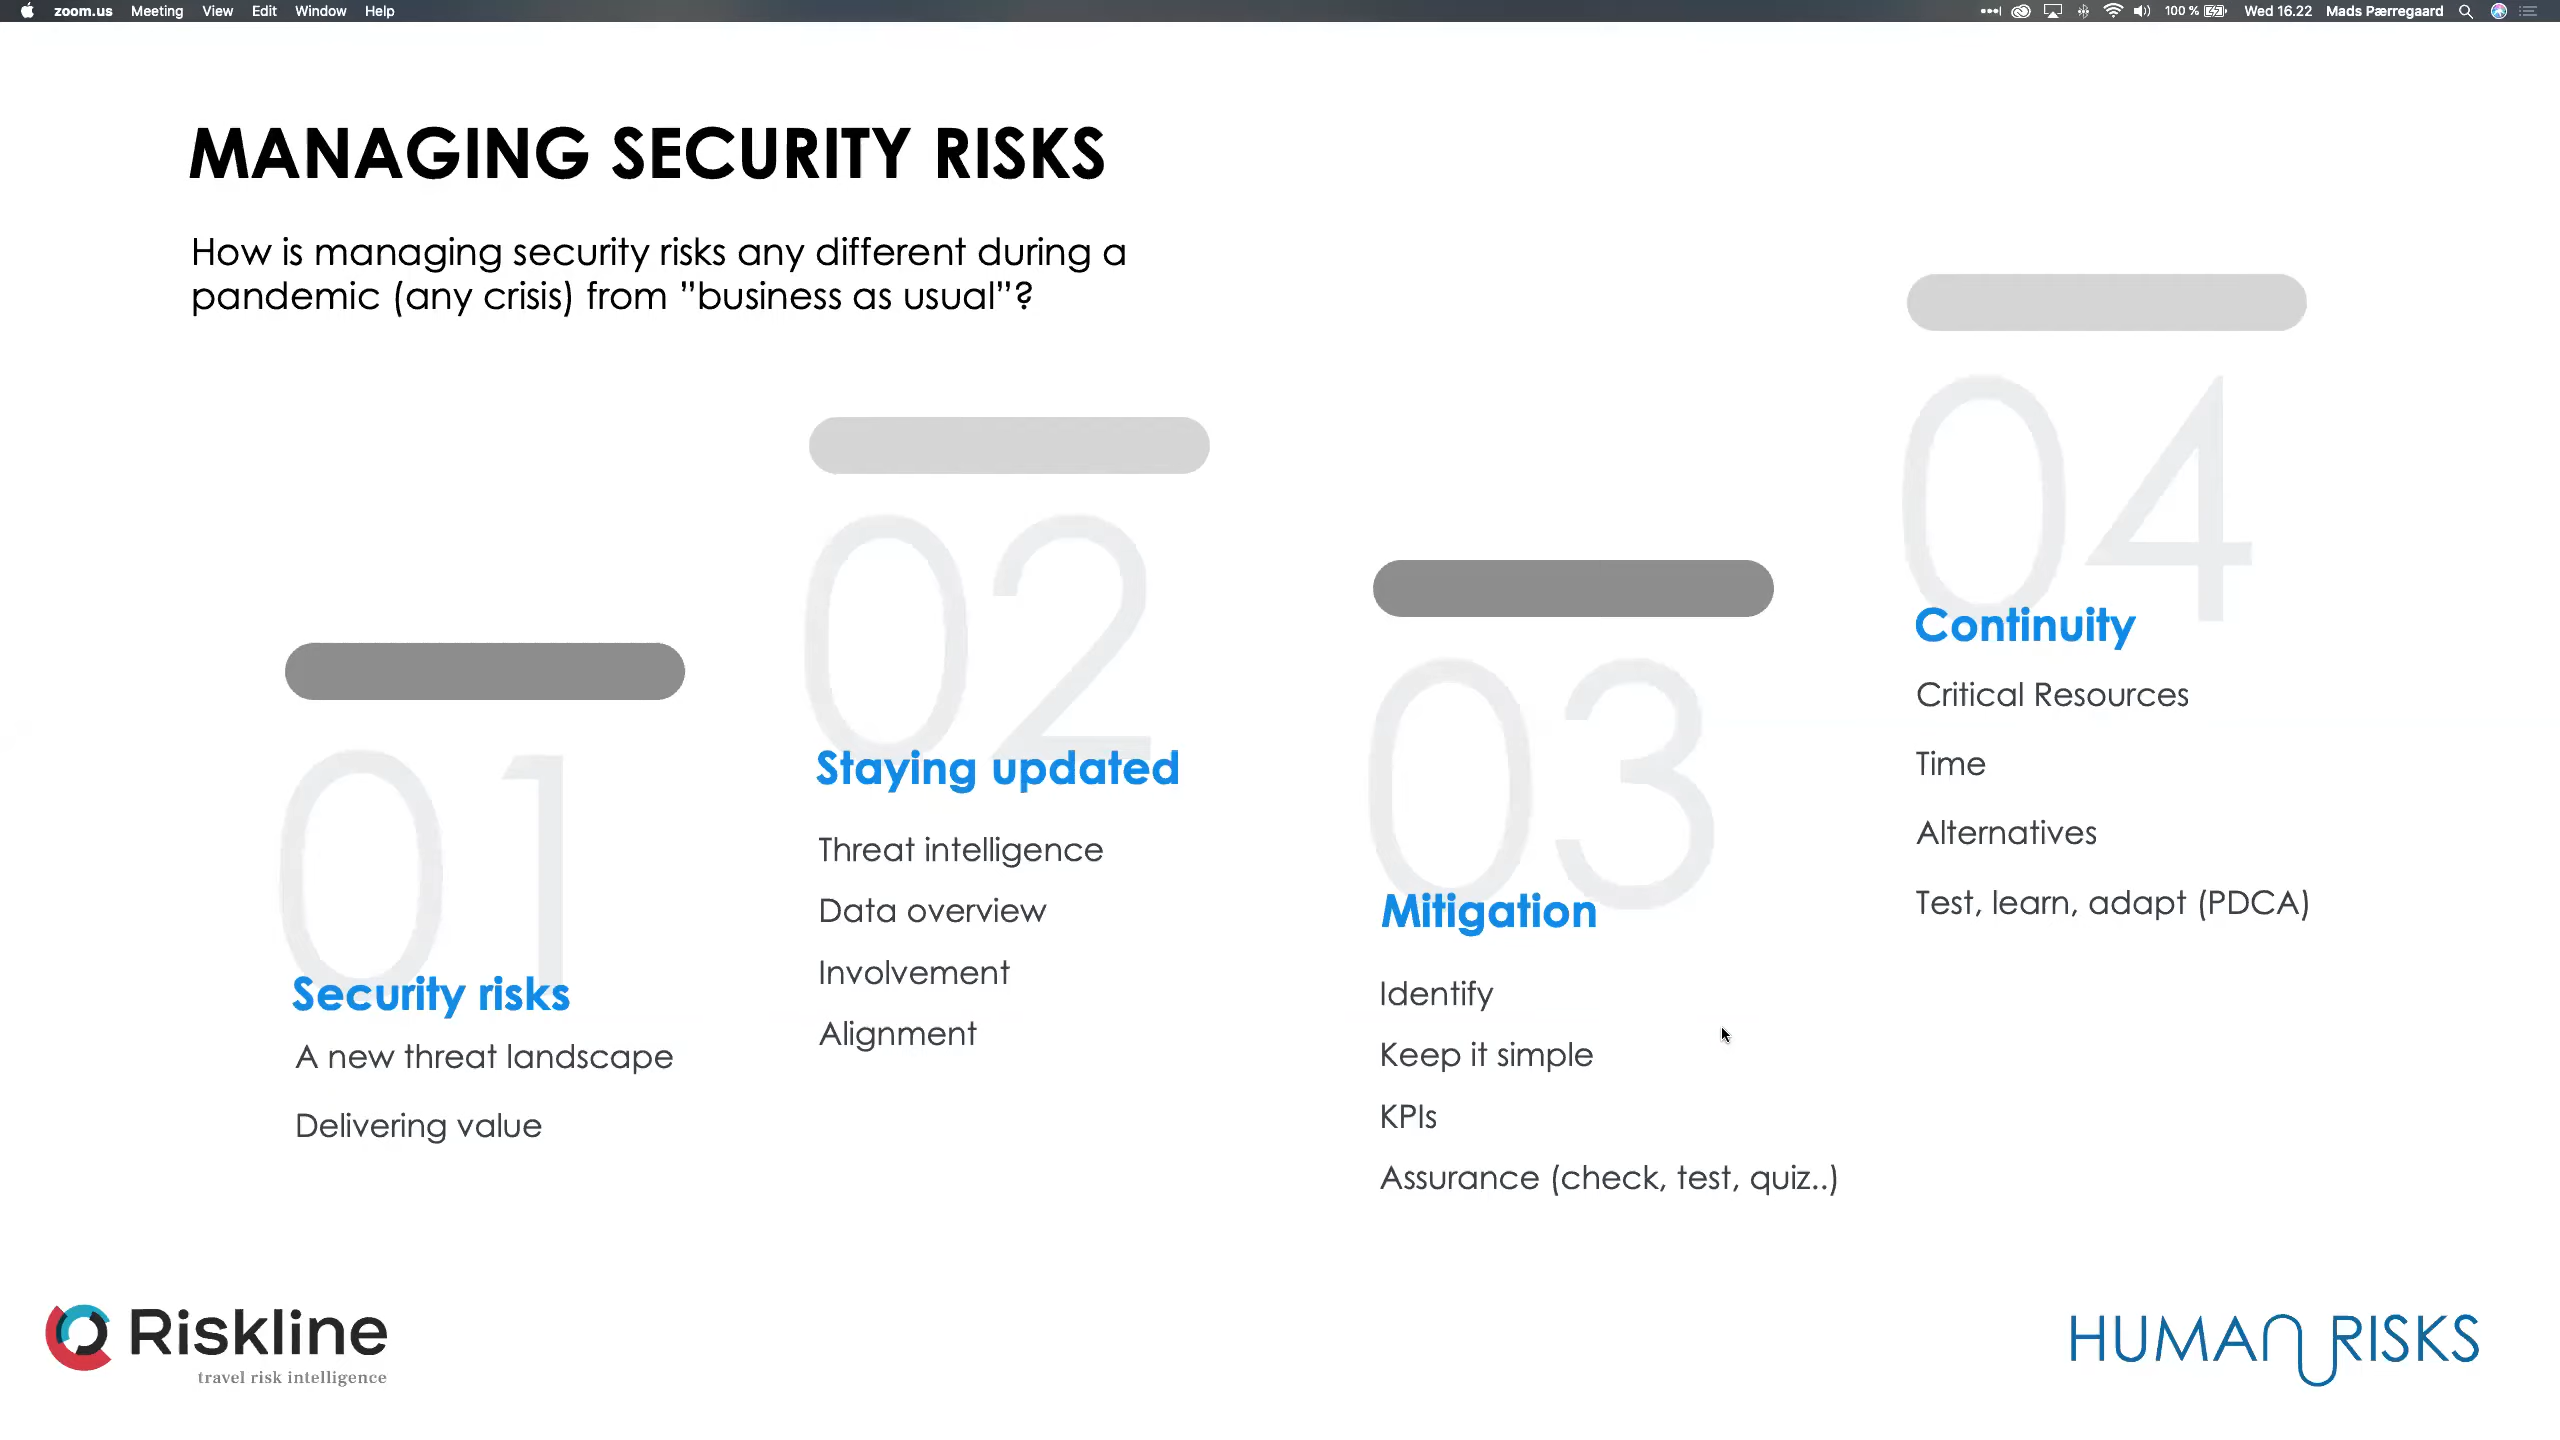 zoom.us Meeting View Edit Window Help
100 % Wed 16.22 Mads Pærregaard
MANAGING SECURITY RISKS
How is managing security risks any different during a
pandemic (any crisis) from ”business as usual”?
01
Security risks
A new threat landscape
Delivering value
02
Staying updated
Threat intelligence
Data overview
Involvement
Alignment
03
Mitigation
Identify
Keep it simple
KPIs
Assurance (check, test, quiz..)
04
Continuity
Critical Resources
Time
Alternatives
Test, learn, adapt (PDCA)
Riskline
travel risk intelligence
HUMAN RISKS